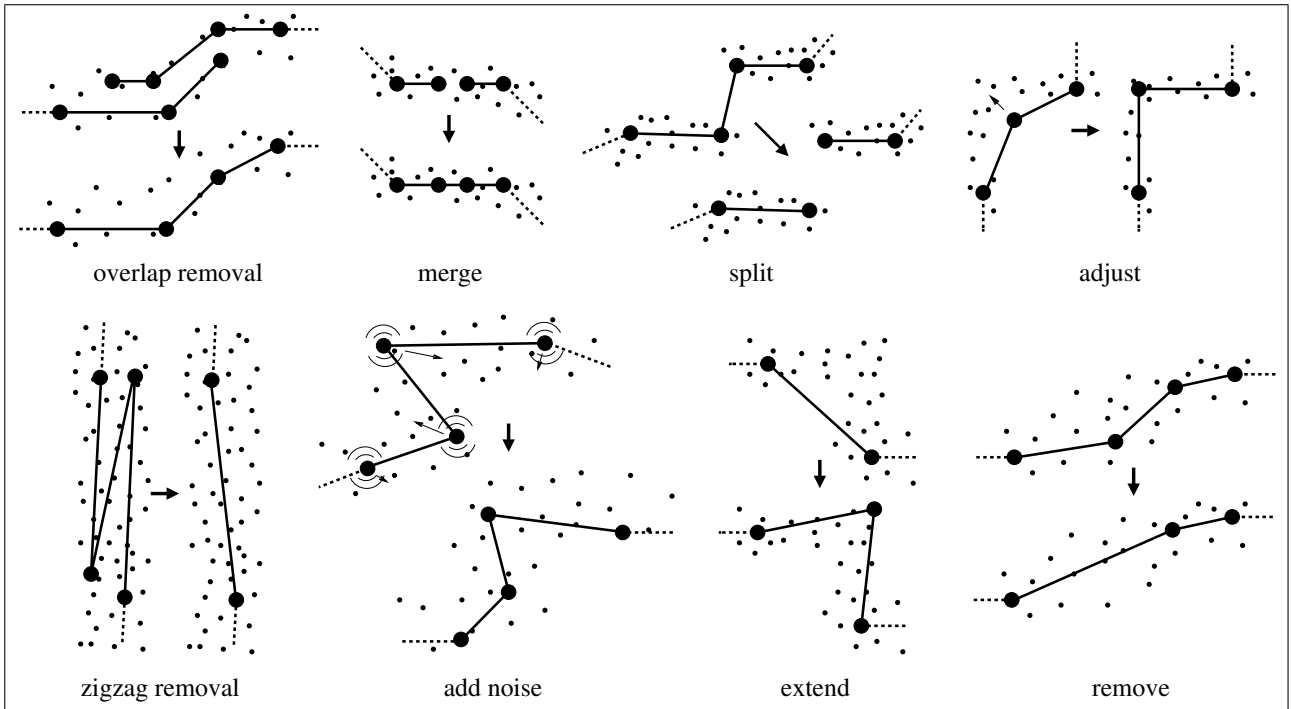 overlap removal
merge
split
adjust
zigzag removal
add noise
extend
remove